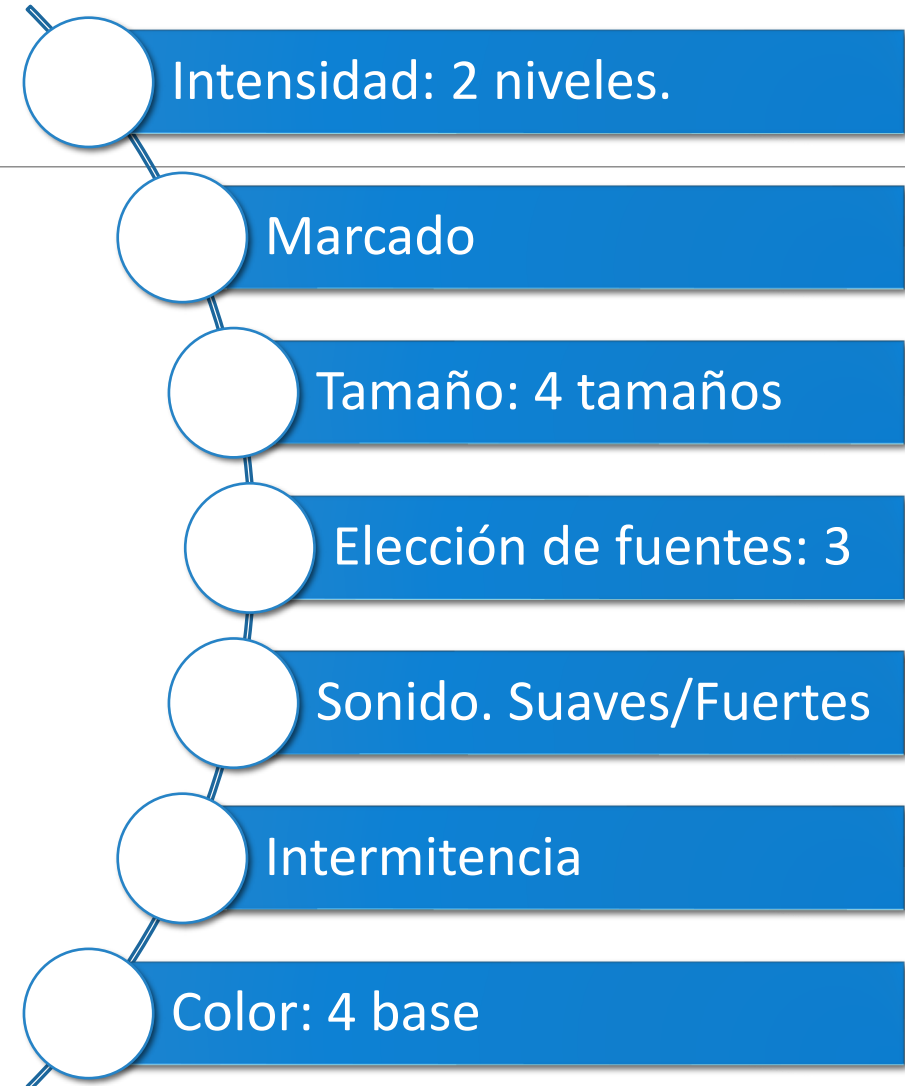 Intensidad: 2 niveles.
Marcado
Tamaño: 4 tamaños
Elección de fuentes: 3
Sonido. Suaves/Fuertes
Intermitencia
Color: 4 base